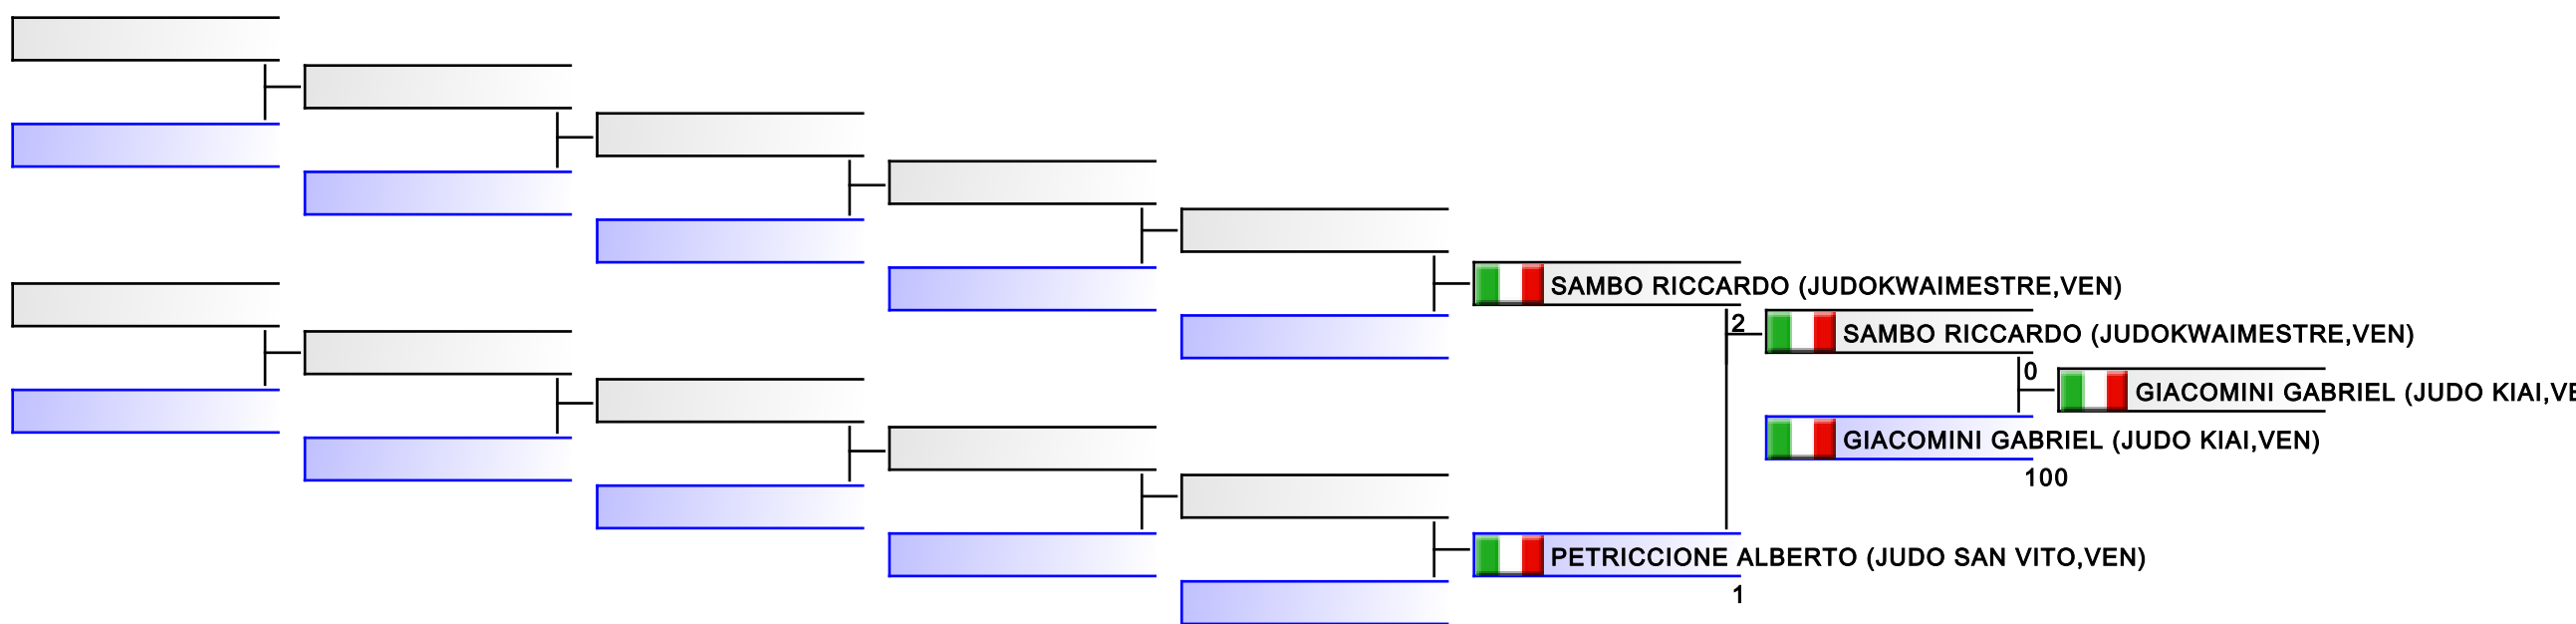 SAMBO RICCARDO (JUDOKWAIMESTRE,VEN)
2
SAMBO RICCARDO (JUDOKWAIMESTRE,VEN)
0
GIACOMINI GABRIEL (JUDO KIAI,VE
GIACOMINI GABRIEL (JUDO KIAI,VEN)
100
PETRICCIONE ALBERTO (JUDO SAN VITO,VEN)
1